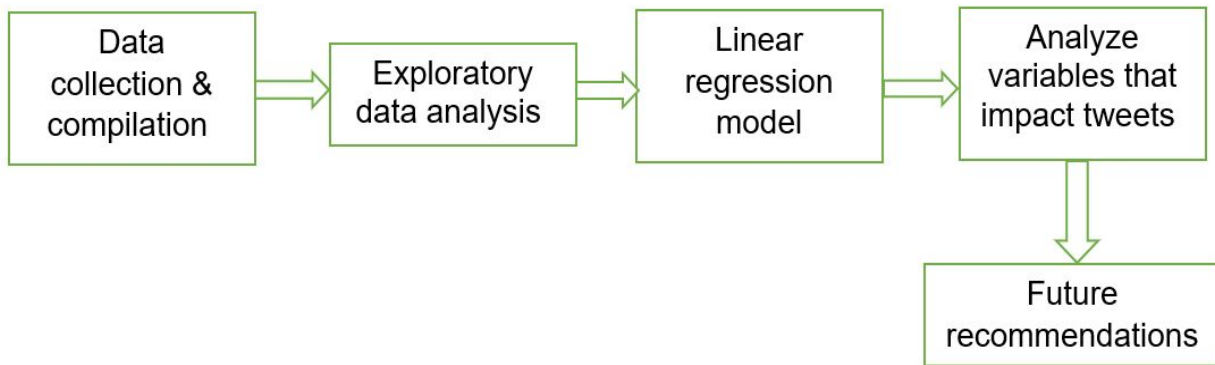 Data
collection &
compilation
Exploratory
data analysis
Linear
regression
model
Analyze
variables that
impact tweets
Future
recommendations